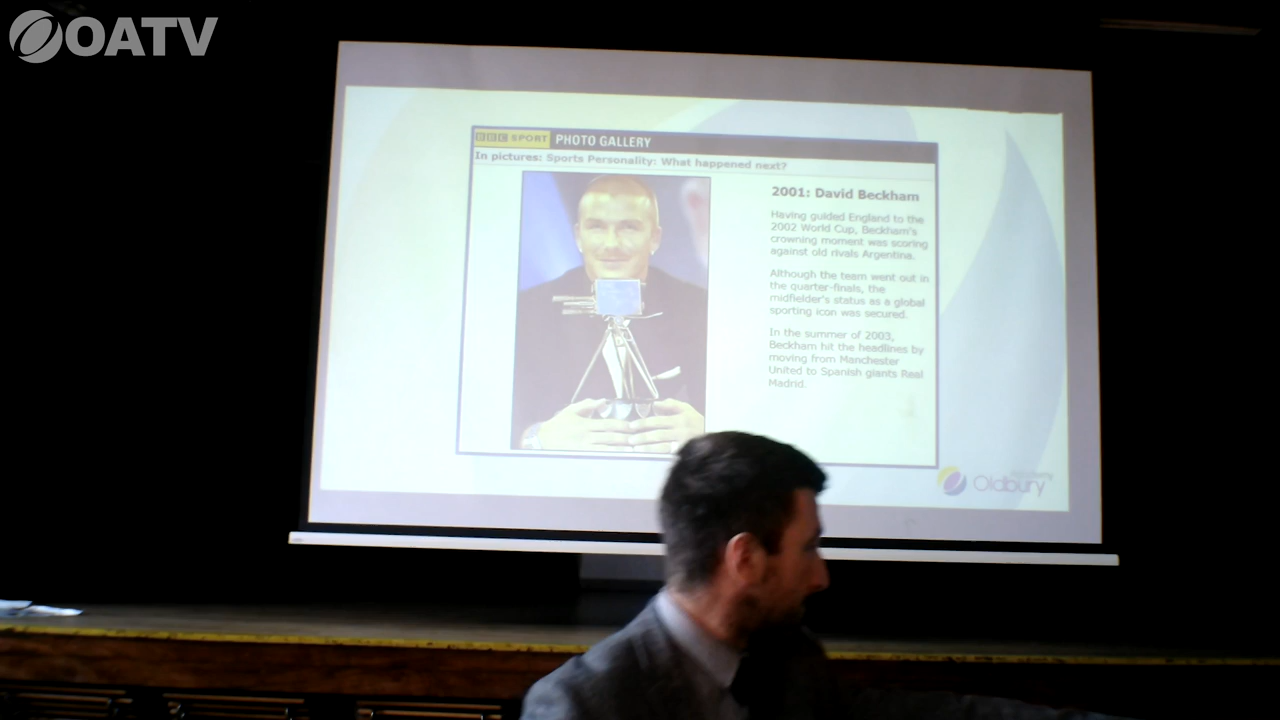 OATV
BBC SPORT PHOTO GALLERY
In pictures: Sports Personality: What happened next?
2001: David Beckham
Having guided England to the
2002 World Cup, Beckham's
crowning moment was scoring
against old rivals Argentina.
Although the team went out in
the quarter-finals, the
midfielder's status as a global
sporting icon was secured.
In the summer of 2003,
Beckham hit the headlines by
moving from Manchester
United to Spanish giants Real
Madrid.
Oldbury